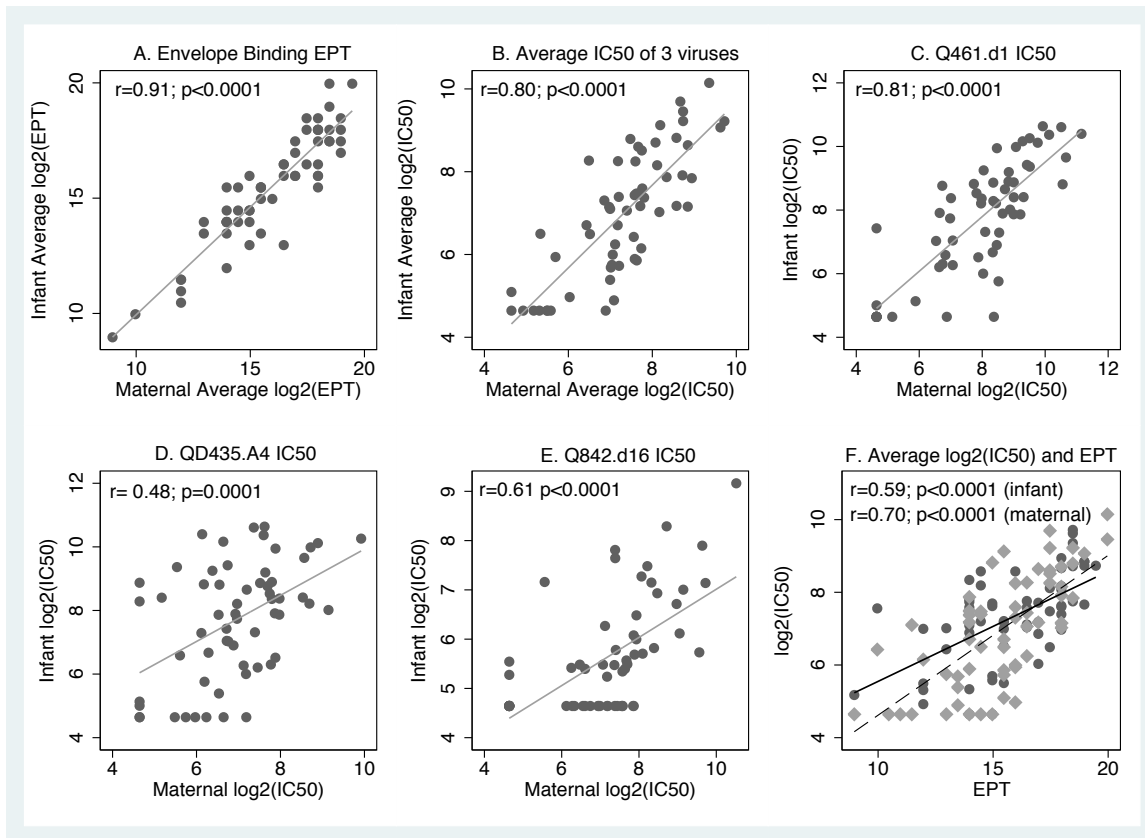 A. Envelope Binding EPT
r=0.91; p<0.0001
Infant Average log2(EPT)
20
15
10
10 15 20
Maternal Average log2(EPT)
B. Average IC50 of 3 viruses
r=0.80; p<0.0001
Infant Average log2(IC50)
10
8
6
4
4 6 8 10
Maternal Average log2(IC50)
C. Q461.d1 IC50
r=0.81; p<0.0001
Infant log2(IC50)
12
10
8
6
4
4 6 8 10 12
Maternal log2(IC50)
D. QD435.A4 IC50
r= 0.48; p=0.0001
Infant log2(IC50)
12
10
8
6
4
4 6 8 10
Maternal log2(IC50)
E. Q842.d16 IC50
r=0.61 p<0.0001
Infant log2(IC50)
9
8
7
6
5
4
4 6 8 10
Maternal log2(IC50)
F. Average log2(IC50) and EPT
r=0.59; p<0.0001 (infant)
r=0.70; p<0.0001 (maternal)
log2(IC50)
10
8
6
4
10 15 20
EPT